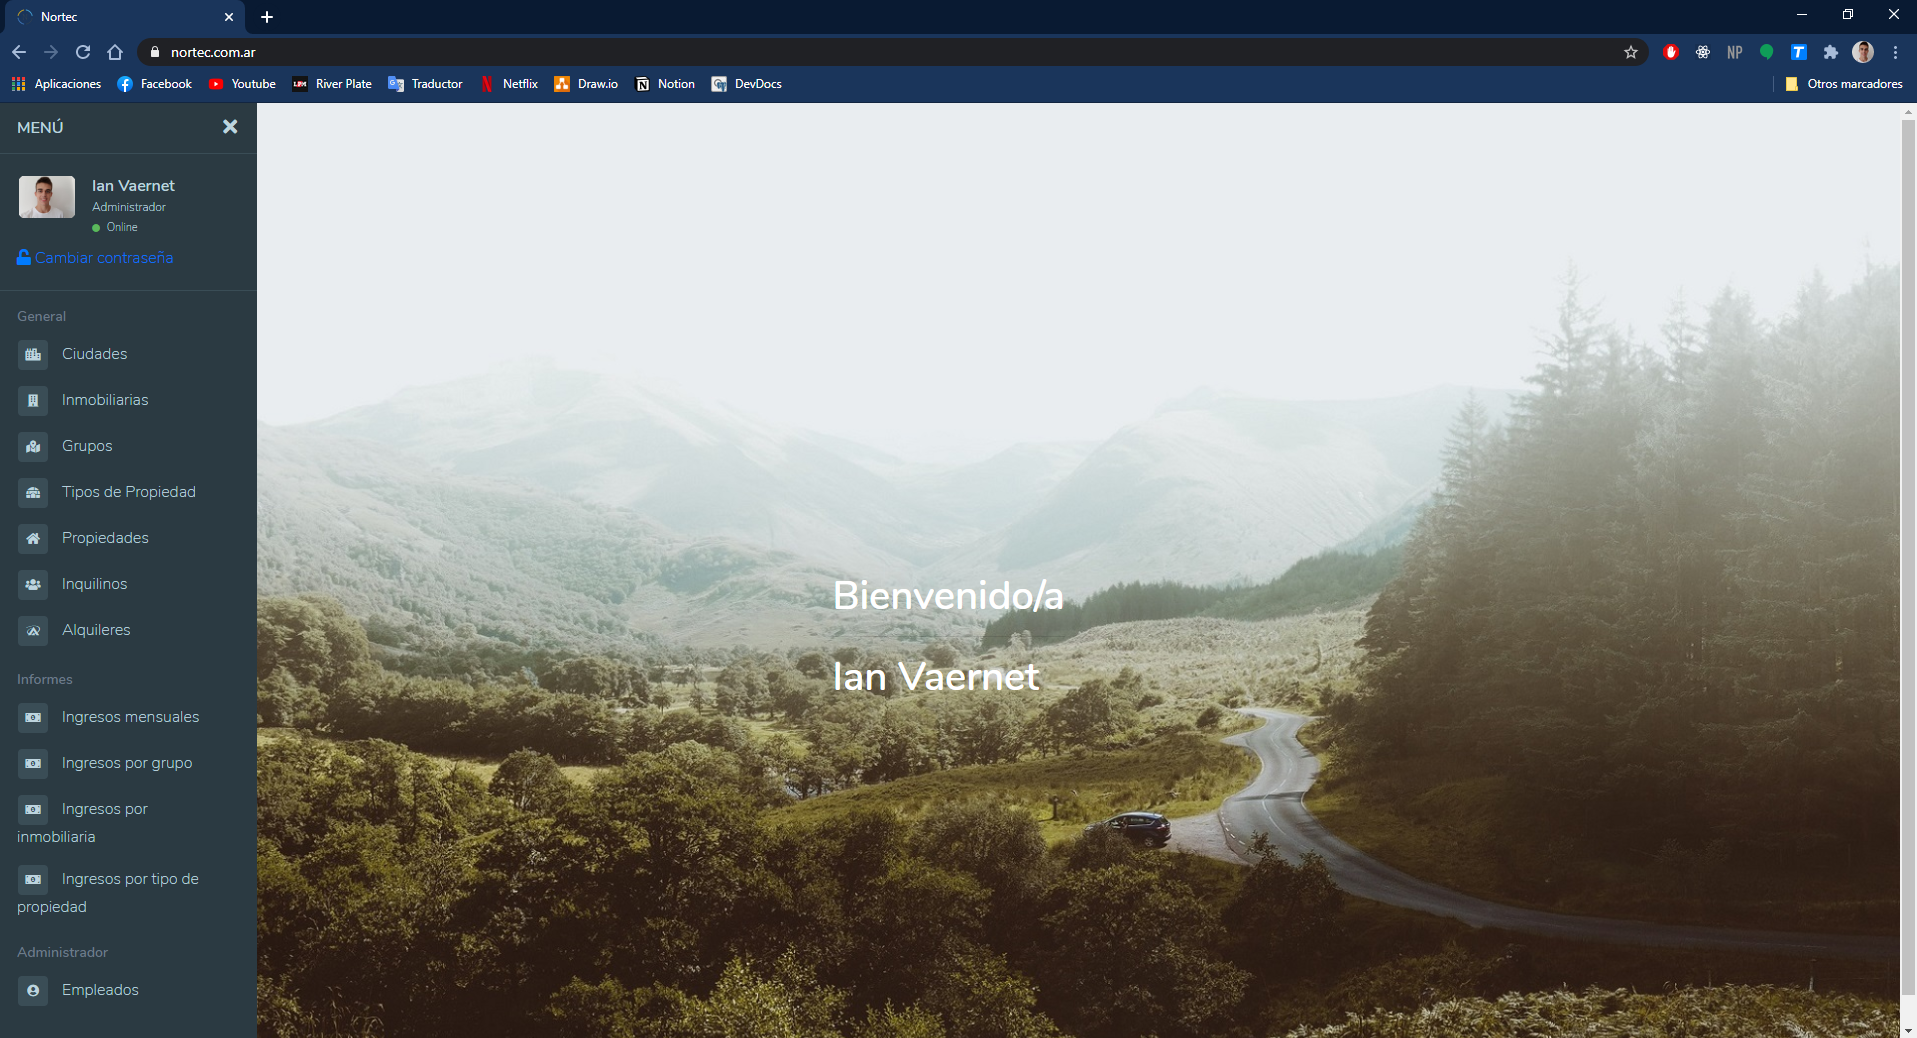 Nortec
nortec.com.ar
NP
Aplicaciones
Facebook
Youtube
River Plate
Traductor
Netflix
Draw.io
Notion
DevDocs
Otros marcadores
MENÚ
Ian Vaernet
Administrador
Online
Cambiar contraseña
General
Ciudades
Inmobiliarias
Grupos
Tipos de Propiedad
Propiedades
Inquilinos
Alquileres
Informes
Ingresos mensuales
Ingresos por grupo
Ingresos por
inmobiliaria
Ingresos por tipo de
propiedad
Administrador
Empleados
Bienvenido/a
Ian Vaernet